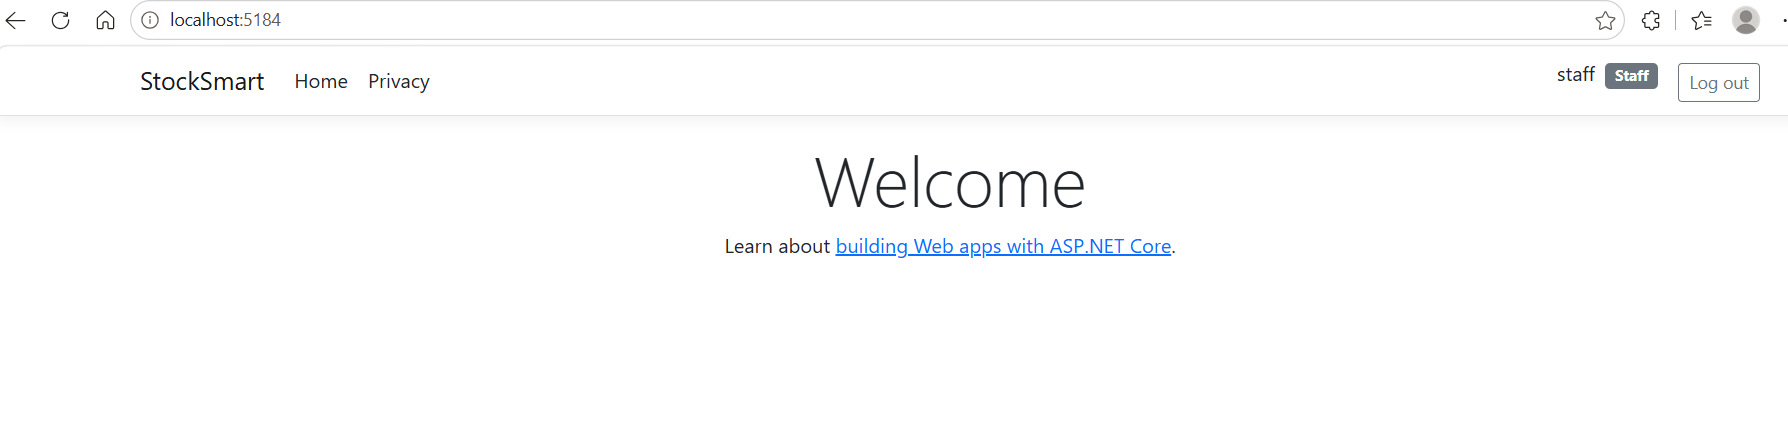 localhost:5184
StockSmart Home Privacy staff Staff Log out
Welcome
Learn about building Web apps with ASP.NET Core.